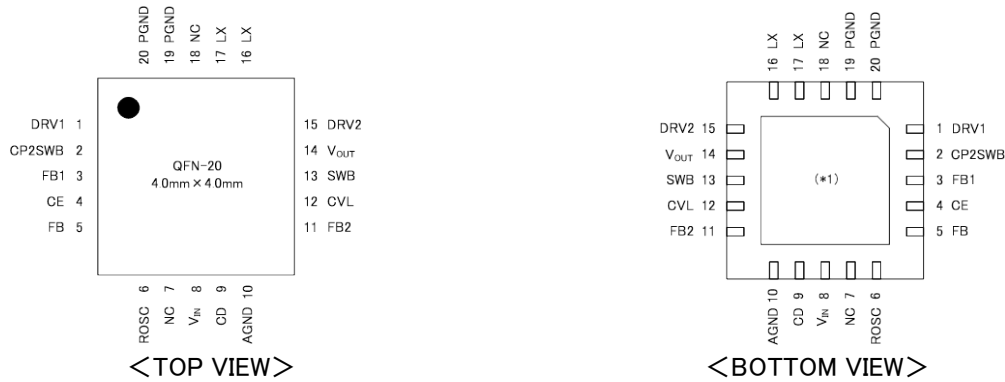 20 PGND
19 PGND
18 NC
17 LX
16 LX
DRV1 1
CP2SWB 2
FB1 3
CE 4
FB 5
QFN-20
4.0mm×4.0mm
15 DRV2
14 VOUT
13 SWB
12 CVL
11 FB2
ROSC 6
NC 7
VIN 8
CD 9
AGND 10
<TOP VIEW>
16 LX
17 LX
18 NC
19 PGND
20 PGND
DRV2 15
VOUT 14
SWB 13
CVL 12
FB2 11
(*1)
1 DRV1
2 CP2SWB
3 FB1
4 CE
5 FB
AGND 10
CD 9
VIN 8
NC 7
ROSC 6
<BOTTOM VIEW>